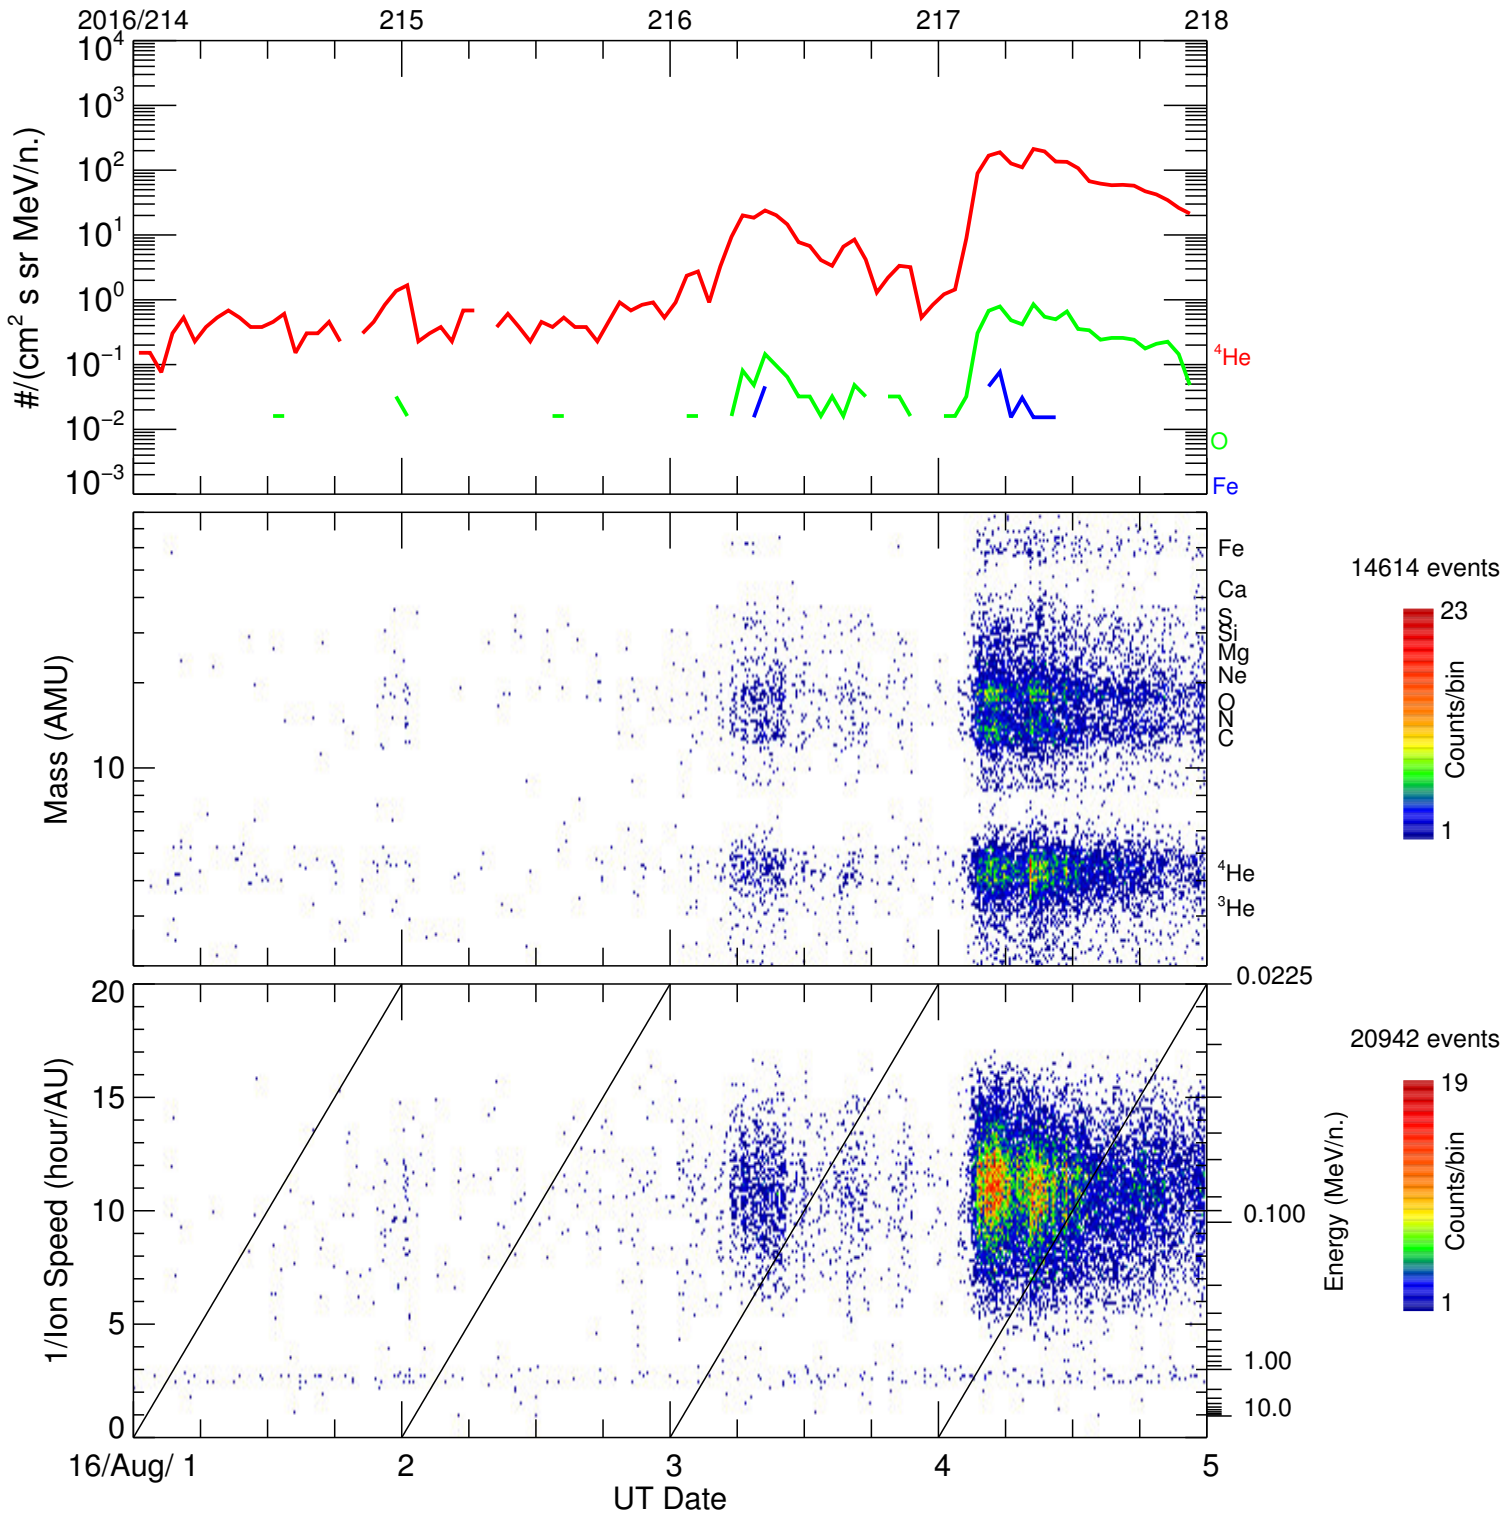 2016/214 215 216 217 218
10^4
10^3
10^2
10^1
10^0
10^−1
10^−2
10^−3
#/(cm^2 s sr MeV/n.)
^4He
O
Fe
Mass (AMU)
10
Fe
Ca
S
Si
Mg
Ne
O
N
C
^4He
^3He
14614 events
23
Counts/bin
1
1/Ion Speed (hour/AU)
20
15
10
5
0
0.0225
0.100
1.00
10.0
Energy (MeV/n.)
20942 events
19
Counts/bin
1
16/Aug/ 1 2 3 4 5
UT Date